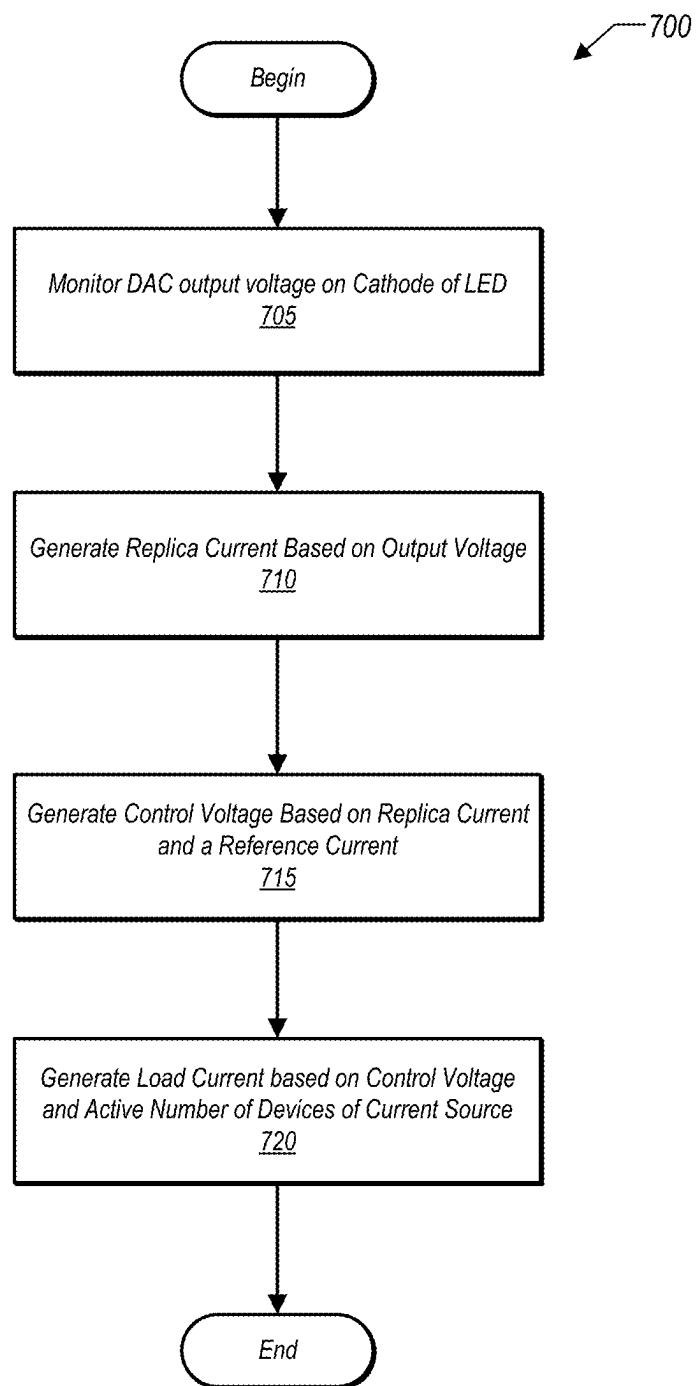 700
Begin
Monitor DAC output voltage on Cathode of LED
705
Generate Replica Current Based on Output Voltage
710
Generate Control Voltage Based on Replica Current
and a Reference Current
715
Generate Load Current based on Control Voltage
and Active Number of Devices of Current Source
720
End